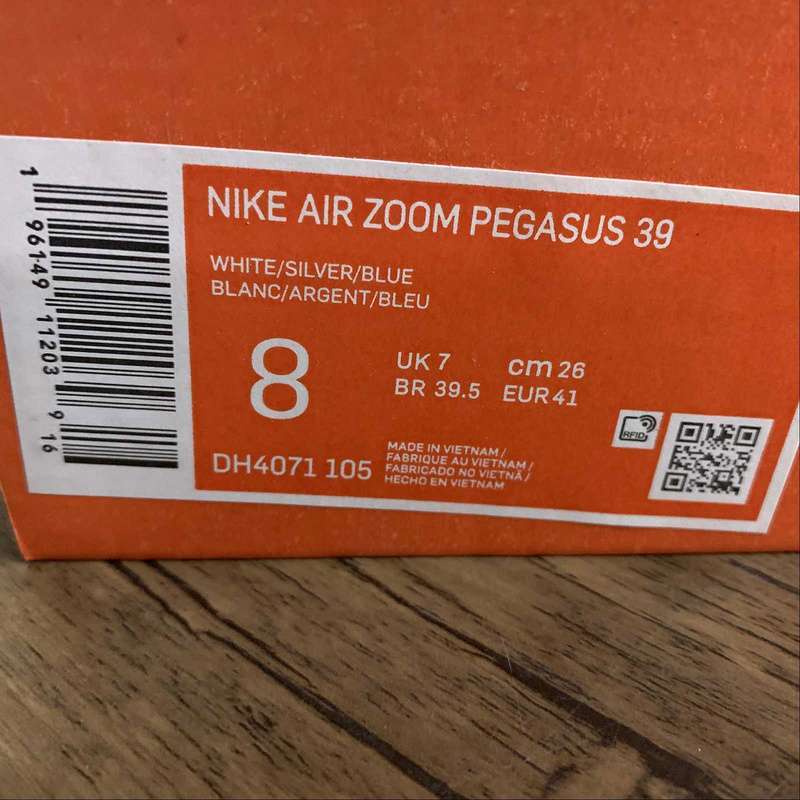 1 96149 11203 9 16
NIKE AIR ZOOM PEGASUS 39
WHITE/SILVER/BLUE
BLANC/ARGENT/BLEU
8
UK 7 cm 26
BR 39.5 EUR 41
DH4071 105
MADE IN VIETNAM /
FABRIQUE AU VIETNAM /
FABRICADO NO VIETNÃ /
HECHO EN VIETNAM
RFID